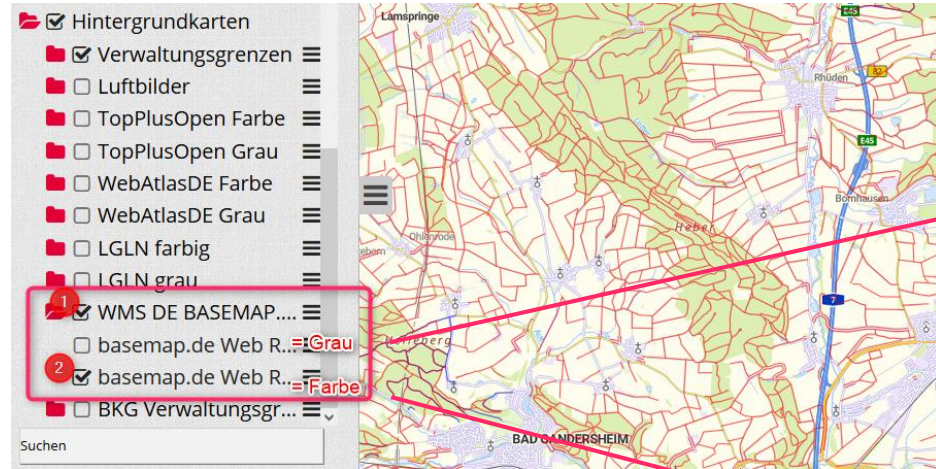 Hintergrundkarten
Verwaltungsgrenzen
Luftbilder
TopPlusOpen Farbe
TopPlusOpen Grau
WebAtlasDE Farbe
WebAtlasDE Grau
LGLN farbig
LGLN grau
1
WMS DE BASEMAP....
basemap.de Web R... = Grau
2
basemap.de Web R... = Farbe
BKG Verwaltungsgr...
Suchen
Lamspringe
E45
Rhüden
82
E45
Bornhausen
Ohlenrode
Heber
7
BAD GANDERSHEIM